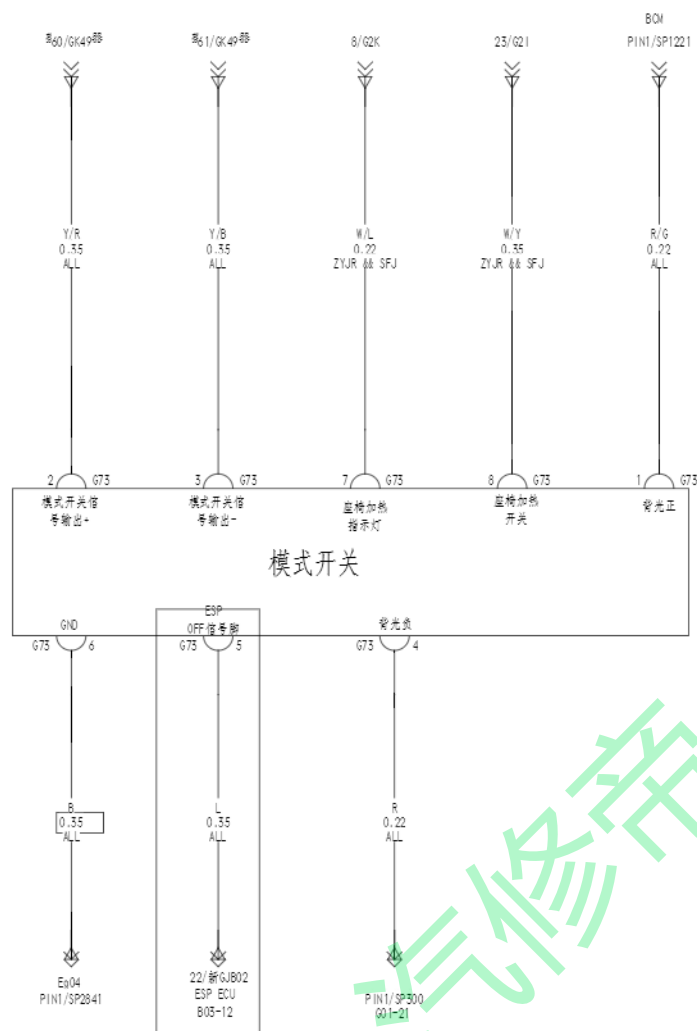 BCM
60/GK49
61/GK49
8/G2K
23/G2I
PIN1/SP1221
Y/R
0.35
ALL
Y/B
0.35
ALL
W/L
0.22
ZYJR && SFJ
W/Y
0.35
ZYJR && SFJ
R/G
0.22
ALL
2 G73
3 G73
7 G73
8 G73
1 G73
模式开关信
号输出+
模式开关信
号输出-
座椅加热
指示灯
座椅加热
开关
背光正
模式开关
GND
ESP
OFF信号脚
背光负
G73 6
G73 5
G73 4
B
0.35
ALL
L
0.35
ALL
R
0.22
ALL
Eg04
PIN1/SP2841
22/新GJB02
ESP ECU
B03-12
PIN1/SP300
G01-21
汽修帝